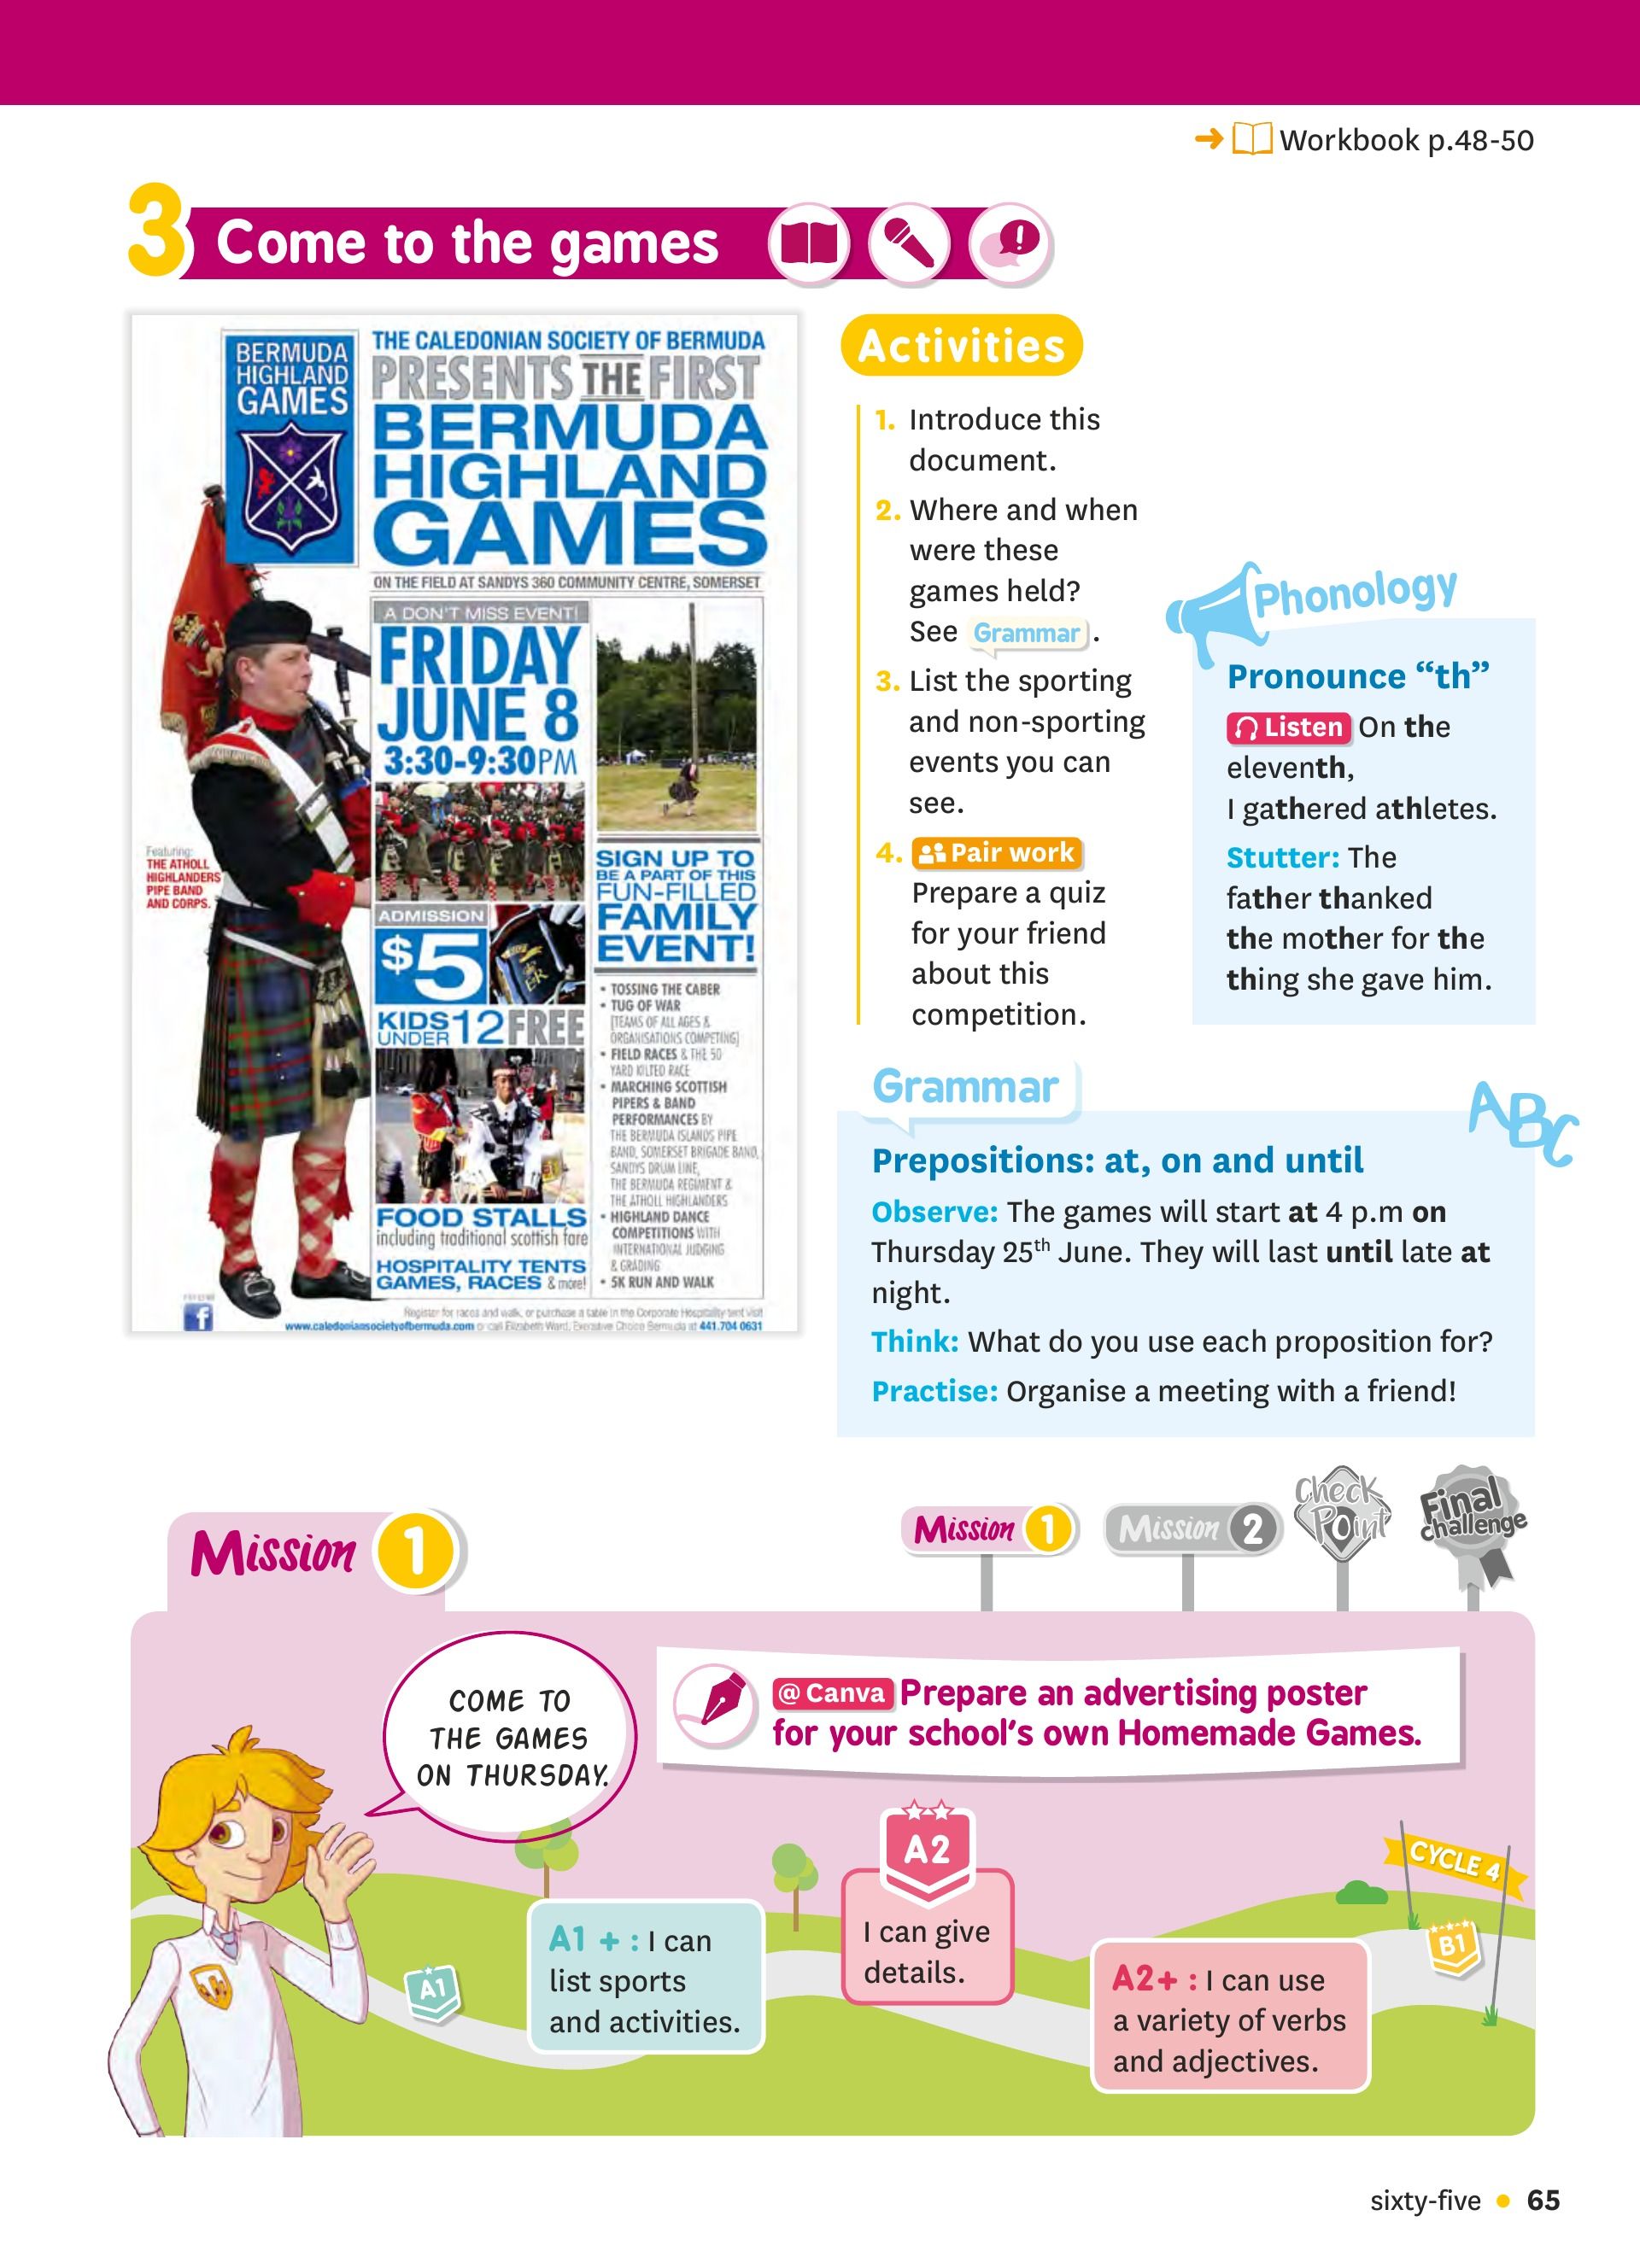 Workbook p.48-50
3 Come to the games
BERMUDA
HIGHLAND
GAMES
THE CALEDONIAN SOCIETY OF BERMUDA
PRESENTS THE FIRST
BERMUDA
HIGHLAND
GAMES
ON THE FIELD AT SANDYS 360 COMMUNITY CENTRE, SOMERSET
A DON'T MISS EVENT!
FRIDAY
JUNE 8
3:30-9:30PM
Featuring:
THE ATHOLL
HIGHLANDERS
PIPE BAND
AND CORPS.
ADMISSION
$5
KIDS
UNDER 12 FREE
FOOD STALLS
including traditional scottish fare
HOSPITALITY TENTS
GAMES, RACES & more!
SIGN UP TO
BE A PART OF THIS
FUN-FILLED
FAMILY
EVENT!
• TOSSING THE CABER
• TUG OF WAR
(TEAMS OF ALL AGES &
ORGANISATIONS COMPETING)
• FIELD RACES & THE 50
YARD KILTED RACE
• MARCHING SCOTTISH
PIPERS & BAND
PERFORMANCES BY
THE BERMUDA ISLANDS PIPE
BAND, SOMERSET BRIGADE BAND,
SANDYS DRUM LINE,
THE BERMUDA REGIMENT &
THE ATHOLL HIGHLANDERS
• HIGHLAND DANCE
COMPETITIONS WITH
INTERNATIONAL JUDGING
& GRADING
• 5K RUN AND WALK
Register for races and walk, or purchase a table in the Corporate Hospitality tent visit
www.caledoniansocietyofbermuda.com or call Elizabeth Ward, Executive Choice Bermuda at 441.704 0631
Activities
1. Introduce this
document.
2. Where and when
were these
games held?
See Grammar.
3. List the sporting
and non-sporting
events you can
see.
4. Pair work
Prepare a quiz
for your friend
about this
competition.
Phonology
Pronounce “th”
Listen On the
eleventh,
I gathered athletes.
Stutter: The
father thanked
the mother for the
thing she gave him.
Grammar
ABC
Prepositions: at, on and until
Observe: The games will start at 4 p.m on
Thursday 25th June. They will last until late at
night.
Think: What do you use each proposition for?
Practise: Organise a meeting with a friend!
Mission 1
Mission 1
Mission 2
Check
Point
Final
challenge
COME TO
THE GAMES
ON THURSDAY.
@ Canva Prepare an advertising poster
for your school's own Homemade Games.
A1
A1 + : I can
list sports
and activities.
A2
I can give
details.
A2+ : I can use
a variety of verbs
and adjectives.
CYCLE 4
B1
sixty-five • 65